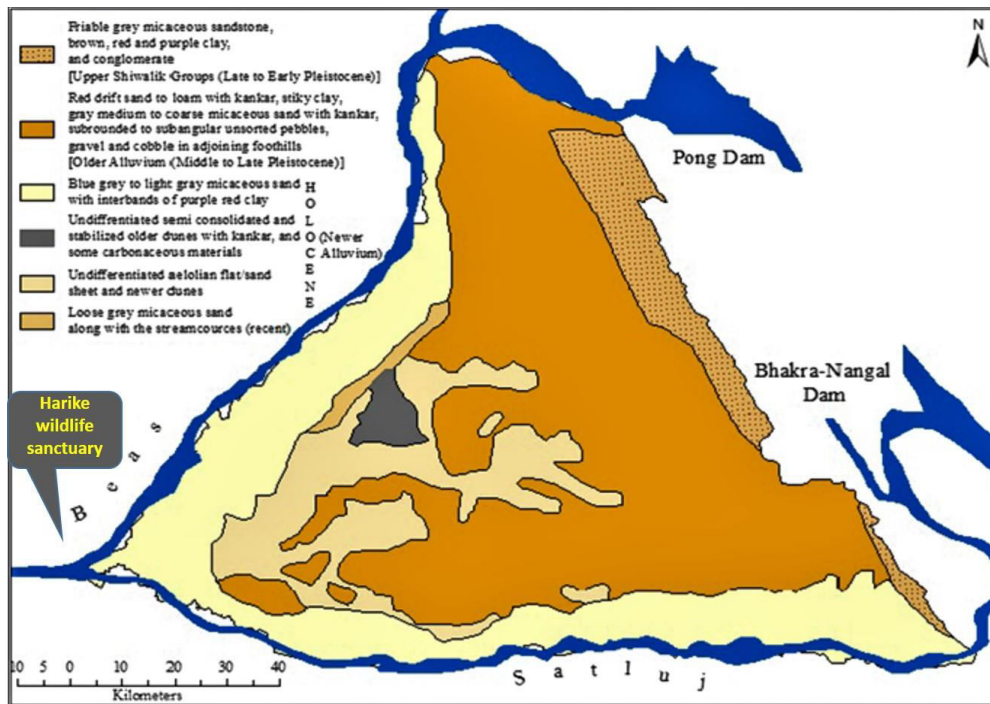 Friable grey micaceous sandstone,
brown, red and purple clay,
and conglomerate
[Upper Shiwalik Groups (Late to Early Pleistocene)]
Red drift sand to loam with kankar, stiky clay,
gray medium to coarse micaceous sand with kankar,
subrounded to subangular unsorted pebbles,
gravel and cobble in adjoining foothills
[Older Alluvium (Middle to Late Pleistocene)]
Blue grey to light gray micaceous sand
with interbands of purple red clay
Undiffrentiated semi consolidated and
stabilized older dunes with kankar, and
some carbonaceous materials
Undifferentiated aelolian flat/sand
sheet and newer dunes
Loose grey micaceous sand
along with the streamcources (recent)
HOLOCENE
(Newer
Alluvium)
N
Pong Dam
Bhakra-Nangal
Dam
Harike
wildlife
sanctuary
Beas
Satluj
10 5 0 10 20 30 40
Kilometers